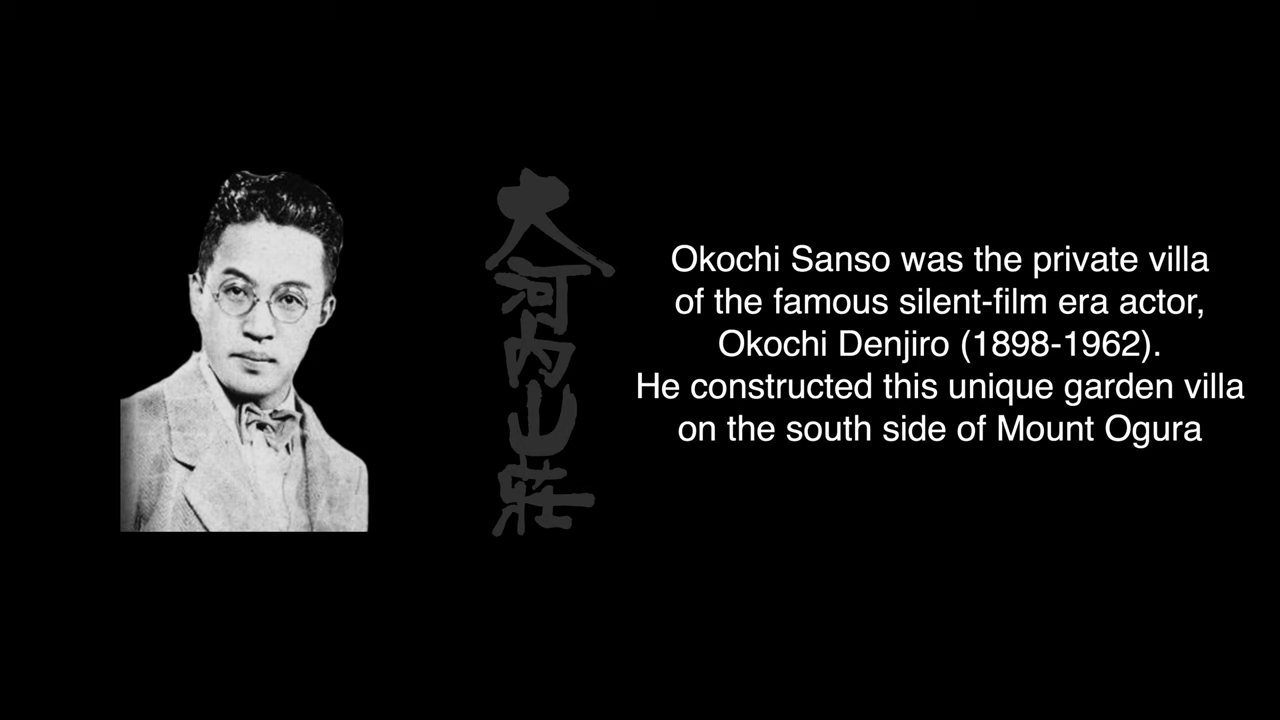 大河内山荘
Okochi Sanso was the private villa
of the famous silent-film era actor,
Okochi Denjiro (1898-1962).
He constructed this unique garden villa
on the south side of Mount Ogura